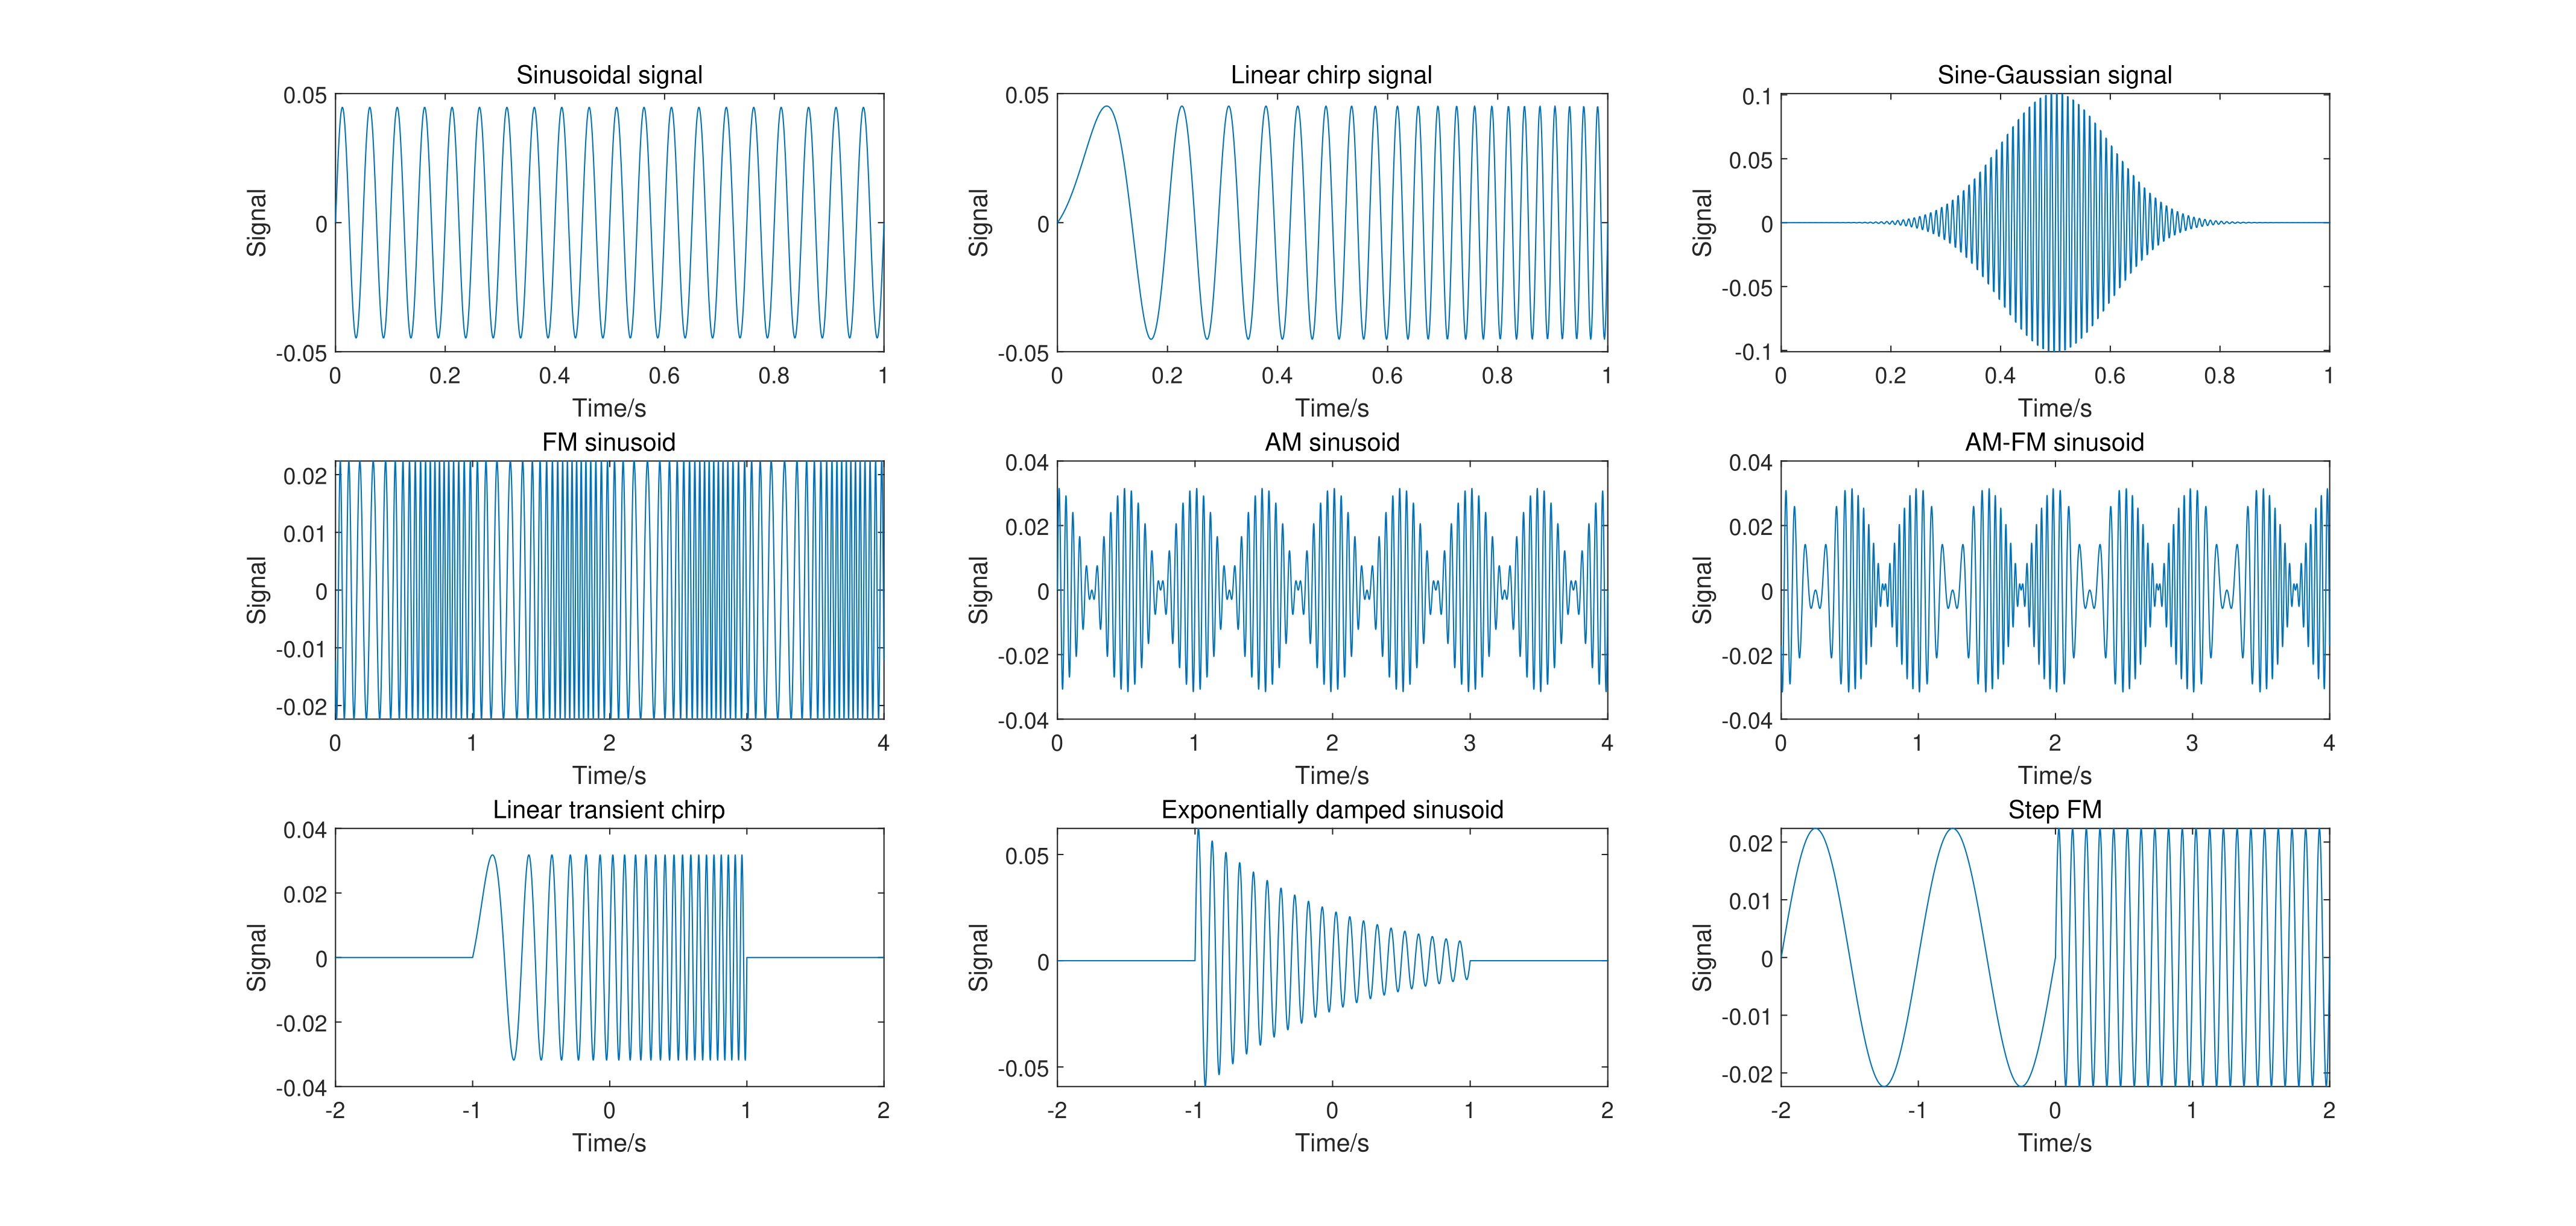 Sinusoidal signal
Linear chirp signal
Sine-Gaussian signal
0.05
0
-0.05
Signal
0 0.2 0.4 0.6 0.8 1
Time/s
0.05
0
-0.05
Signal
0 0.2 0.4 0.6 0.8 1
Time/s
0.1
0.05
0
-0.05
-0.1
Signal
0 0.2 0.4 0.6 0.8 1
Time/s
FM sinusoid
AM sinusoid
AM-FM sinusoid
0.02
0.01
0
-0.01
-0.02
Signal
0 1 2 3 4
Time/s
0.04
0.02
0
-0.02
-0.04
Signal
0 1 2 3 4
Time/s
0.04
0.02
0
-0.02
-0.04
Signal
0 1 2 3 4
Time/s
Linear transient chirp
Exponentially damped sinusoid
Step FM
0.04
0.02
0
-0.02
-0.04
Signal
-2 -1 0 1 2
Time/s
0.05
0
-0.05
Signal
-2 -1 0 1 2
Time/s
0.02
0.01
0
-0.01
-0.02
Signal
-2 -1 0 1 2
Time/s